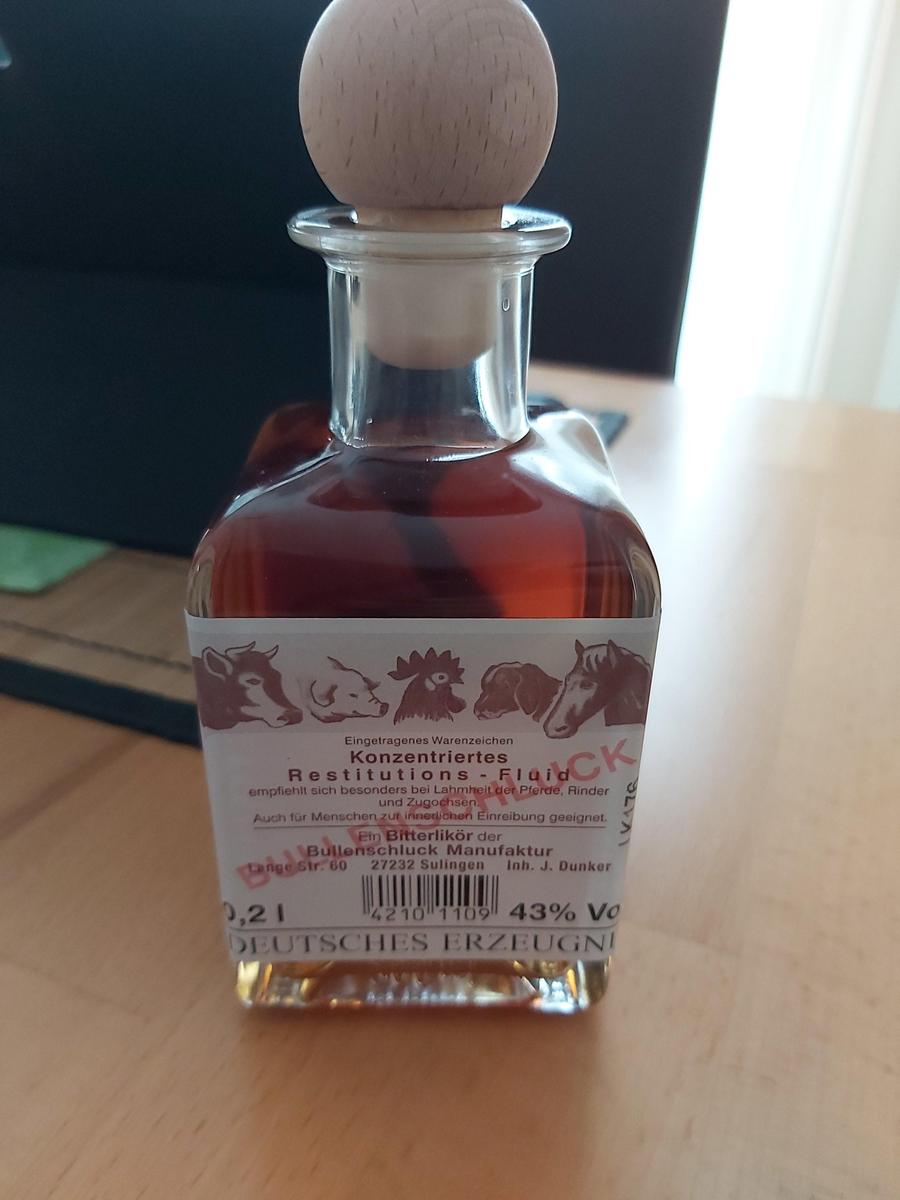 Eingetragenes Warenzeichen
Konzentriertes
Restitutions - Fluid
empfiehlt sich besonders bei Lahmheit der Pferde, Rinder
und Zugochsen.
Auch für Menschen zur innerlichen Einreibung geeignet.
BULLENSCHLUCK
Ein Bitterlikör der
Bullenschluck Manufaktur
Lange Str. 60 27232 Sulingen Inh. J. Dunker
0,2 l 4210 1109 43% Vo
DEUTSCHES ERZEUGNI